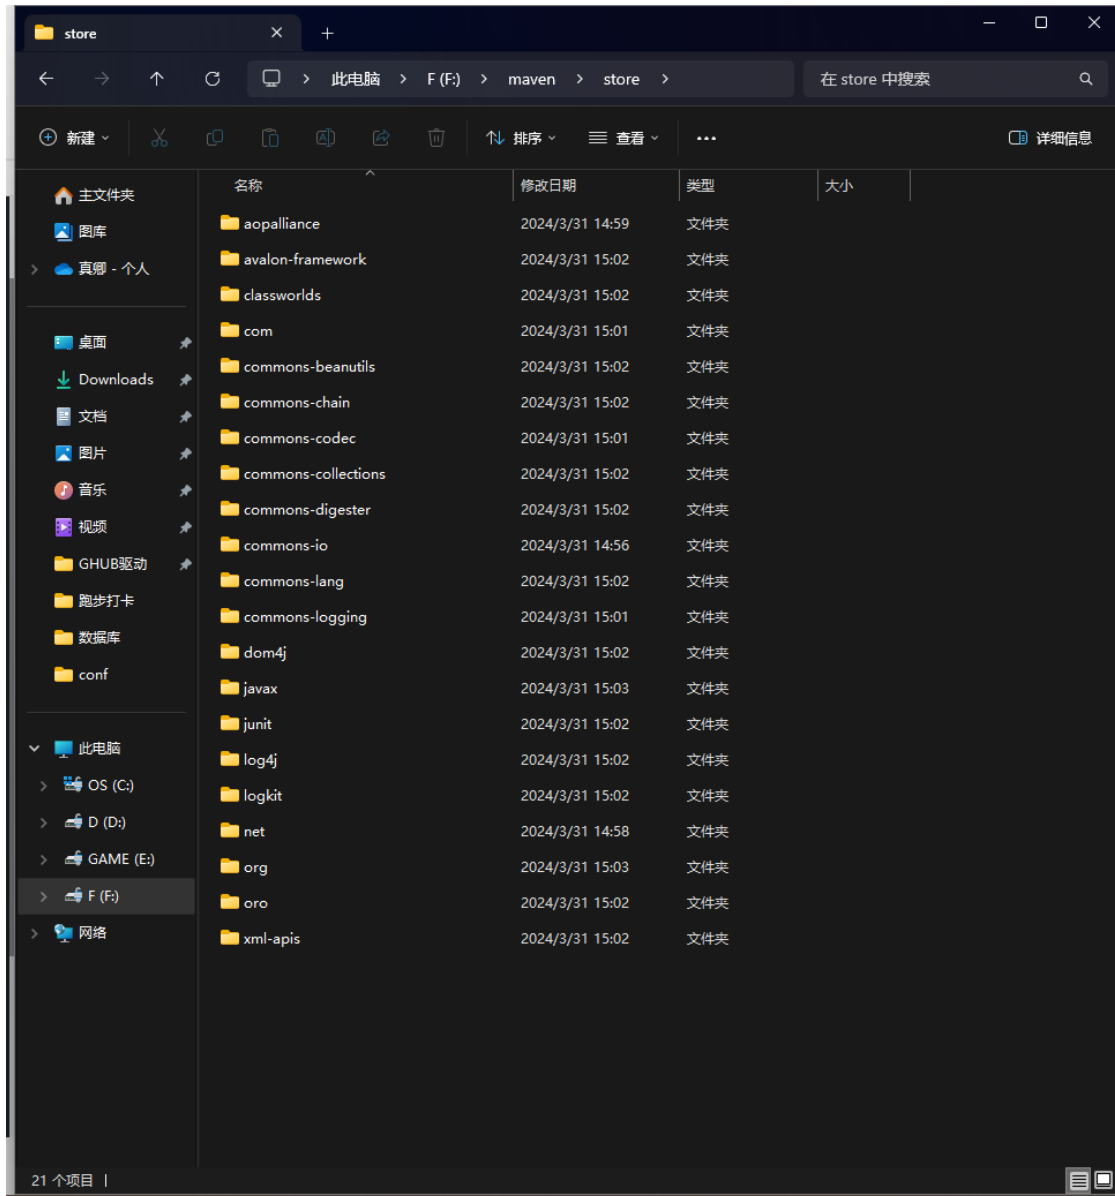 store
此电脑 > F (F:) > maven > store >
在 store 中搜索
新建
排序
查看
详细信息
主文件夹
图库
真卿 - 个人
桌面
Downloads
文档
图片
音乐
视频
GHUB驱动
跑步打卡
数据库
conf
此电脑
OS (C:)
D (D:)
GAME (E:)
F (F:)
网络
名称 修改日期 类型 大小
aopalliance 2024/3/31 14:59 文件夹
avalon-framework 2024/3/31 15:02 文件夹
classworlds 2024/3/31 15:02 文件夹
com 2024/3/31 15:01 文件夹
commons-beanutils 2024/3/31 15:02 文件夹
commons-chain 2024/3/31 15:02 文件夹
commons-codec 2024/3/31 15:01 文件夹
commons-collections 2024/3/31 15:02 文件夹
commons-digester 2024/3/31 15:02 文件夹
commons-io 2024/3/31 14:56 文件夹
commons-lang 2024/3/31 15:02 文件夹
commons-logging 2024/3/31 15:01 文件夹
dom4j 2024/3/31 15:02 文件夹
javax 2024/3/31 15:03 文件夹
junit 2024/3/31 15:02 文件夹
log4j 2024/3/31 15:02 文件夹
logkit 2024/3/31 15:02 文件夹
net 2024/3/31 14:58 文件夹
org 2024/3/31 15:03 文件夹
oro 2024/3/31 15:02 文件夹
xml-apis 2024/3/31 15:02 文件夹
21 个项目